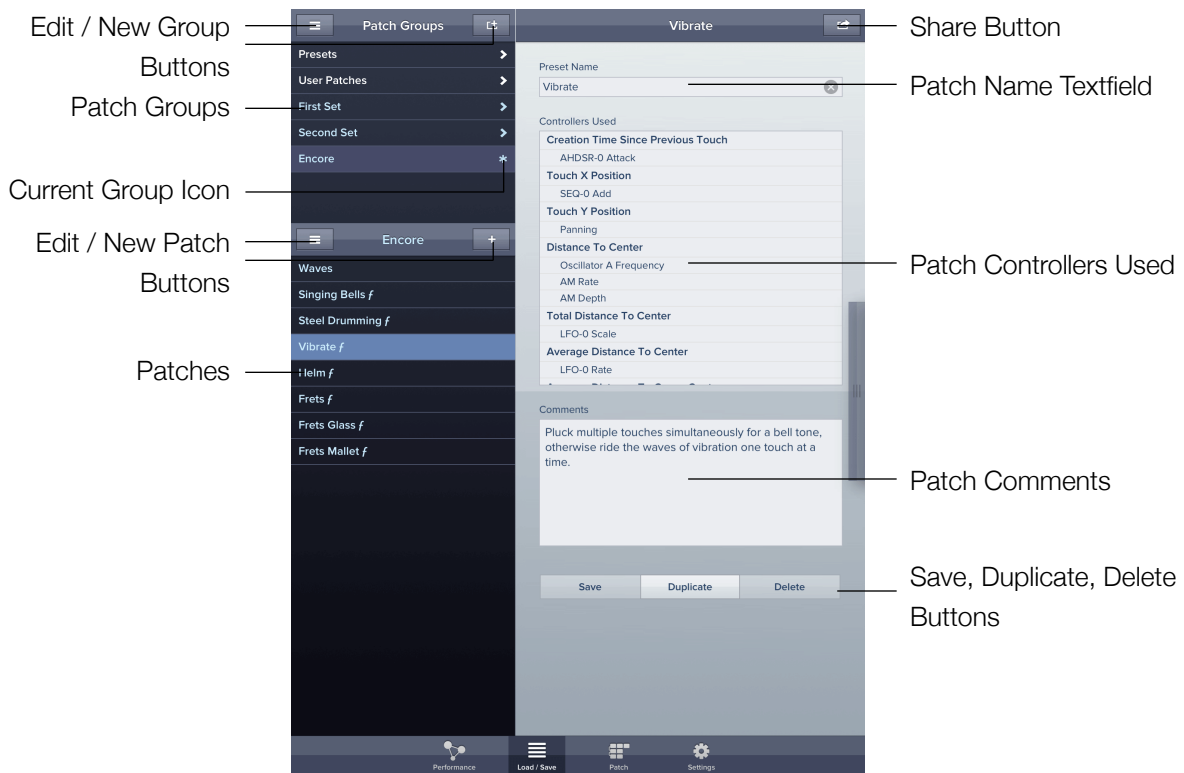 Edit / New Group
Buttons
Patch Groups
Current Group Icon
Edit / New Patch
Buttons
Patches
Patch Groups
Presets
User Patches
First Set
Second Set
Encore
Encore
Waves
Singing Bells ƒ
Steel Drumming ƒ
Vibrate ƒ
Helm ƒ
Frets ƒ
Frets Glass ƒ
Frets Mallet ƒ
Vibrate
Preset Name
Vibrate
Controllers Used
Creation Time Since Previous Touch
AHDSR-0 Attack
Touch X Position
SEQ-0 Add
Touch Y Position
Panning
Distance To Center
Oscillator A Frequency
AM Rate
AM Depth
Total Distance To Center
LFO-0 Scale
Average Distance To Center
LFO-0 Rate
Comments
Pluck multiple touches simultaneously for a bell tone,
otherwise ride the waves of vibration one touch at a
time.
Save Duplicate Delete
Performance Load / Save Patch Settings
Share Button
Patch Name Textfield
Patch Controllers Used
Patch Comments
Save, Duplicate, Delete
Buttons